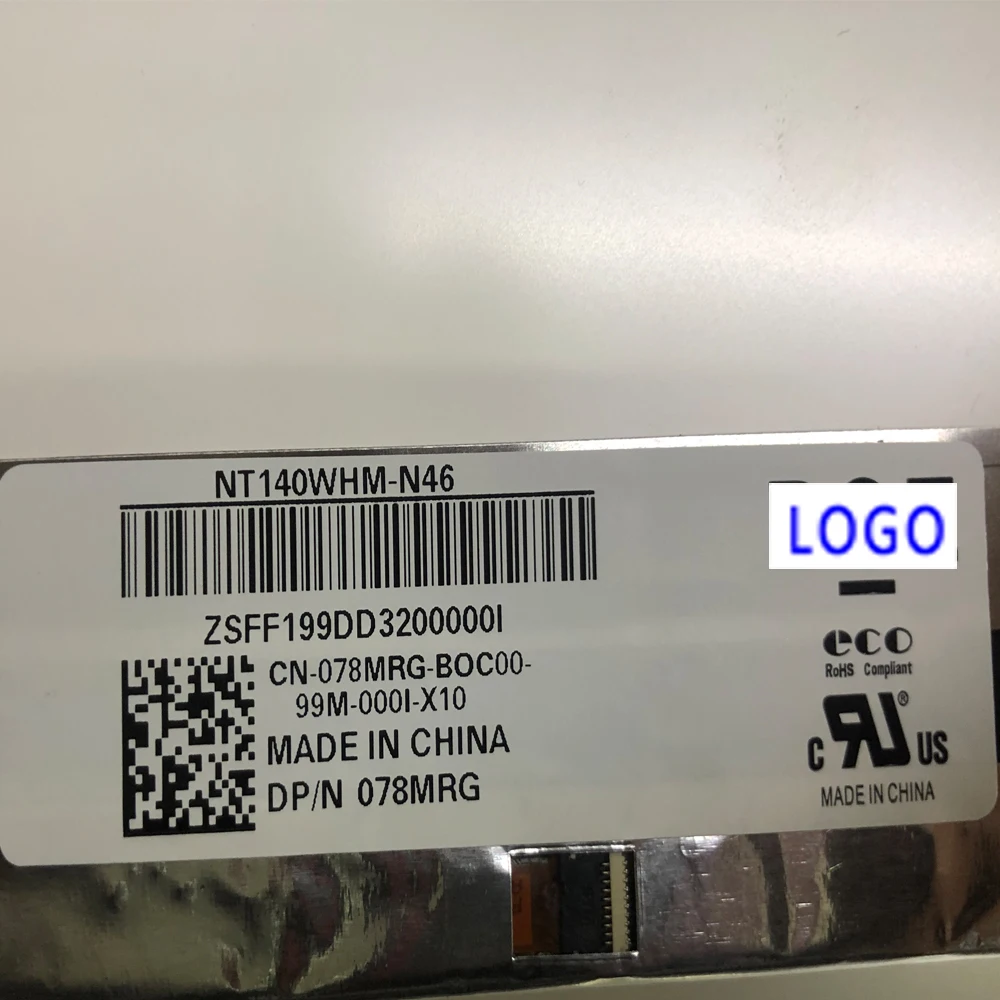 NT140WHM-N46
LOGO
ZSFF199DD3200000I
CN-078MRG-BOC00-
99M-000I-X10
MADE IN CHINA
DP/N 078MRG
eco
RoHS Compliant
C RU® US
MADE IN CHINA